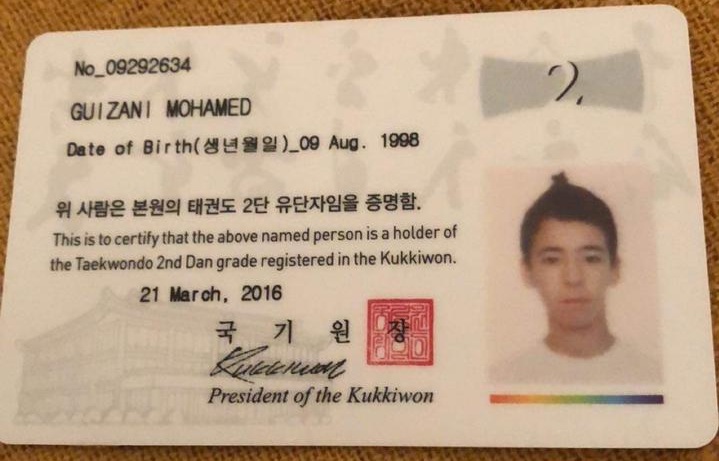 No_09292634
GUIZANI MOHAMED
Date of Birth(생년월일)_09 Aug. 1998
위 사람은 본원의 태권도 2단 유단자임을 증명함.
This is to certify that the above named person is a holder of
the Taekwondo 2nd Dan grade registered in the Kukkiwon.
21 March, 2016
국 기 원 장
Kukkiwon
President of the Kukkiwon
2.